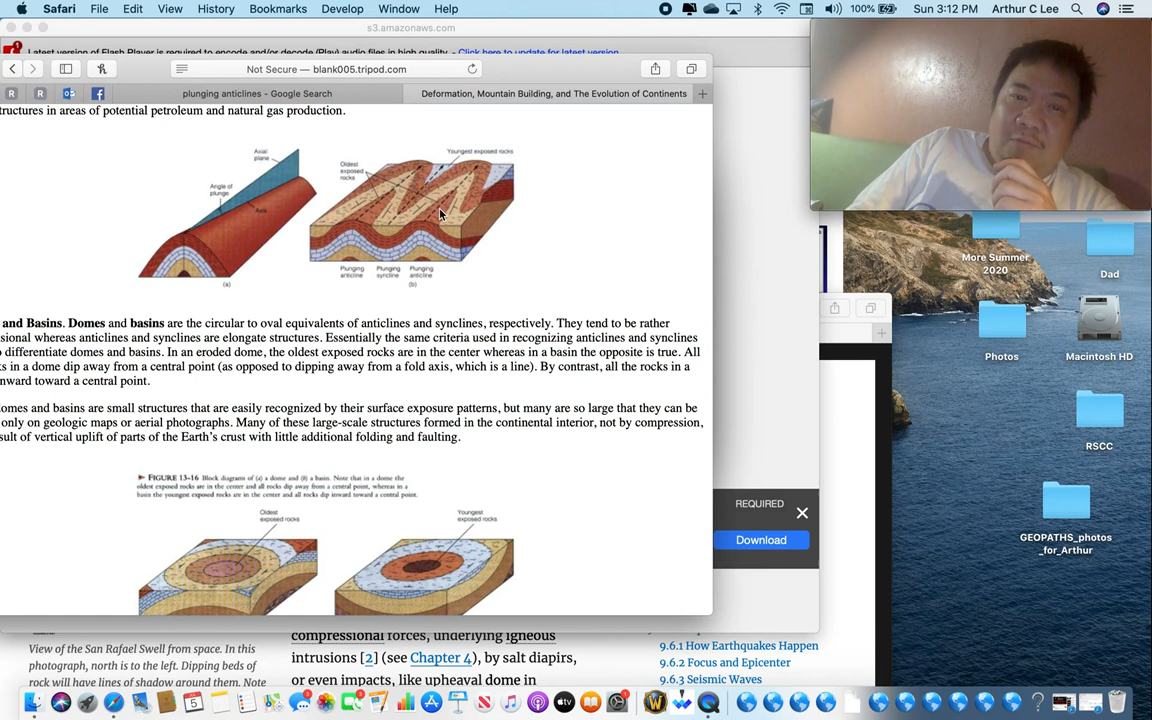 Safari File Edit View History Bookmarks Develop Window Help 100% Sun 3:12 PM Arthur C Lee
s3.amazonaws.com
Latest version of Flash Player is required to encode and/or decode (Play) audio files in high quality. - Click here to update for latest version.
Not Secure — blank005.tripod.com
plunging anticlines - Google Search
Deformation, Mountain Building, and The Evolution of Continents
tructures in areas of potential petroleum and natural gas production.
Axial
plane
Angle of
plunge
Axis
(a)
Oldest
exposed
rocks
Youngest exposed rocks
Plunging
anticline
Plunging
syncline
Plunging
anticline
(b)
and Basins. Domes and basins are the circular to oval equivalents of anticlines and synclines, respectively. They tend to be rather
sional whereas anticlines and synclines are elongate structures. Essentially the same criteria used in recognizing anticlines and synclines
o differentiate domes and basins. In an eroded dome, the oldest exposed rocks are in the center whereas in a basin the opposite is true. All
ks in a dome dip away from a central point (as opposed to dipping away from a fold axis, which is a line). By contrast, all the rocks in a
nward toward a central point.
omes and basins are small structures that are easily recognized by their surface exposure patterns, but many are so large that they can be
only on geologic maps or aerial photographs. Many of these large-scale structures formed in the continental interior, not by compression,
sult of vertical uplift of parts of the Earth's crust with little additional folding and faulting.
FIGURE 13-16 Block diagrams of (a) a dome and (b) a basin. Note that in a dome the
oldest exposed rocks are in the center and all rocks dip away from a central point, whereas in a
basin the youngest exposed rocks are in the center and all rocks dip inward toward a central point.
Oldest
exposed rocks
Youngest
exposed rocks
REQUIRED
Download
View of the San Rafael Swell from space. In this
photograph, north is to the left. Dipping beds of
rock will have lines of shadow around them. Note
compressional forces, underlying igneous
intrusions [2] (see Chapter 4), by salt diapirs,
or even impacts, like upheaval dome in
9.6.1 How Earthquakes Happen
9.6.2 Focus and Epicenter
9.6.3 Seismic Waves
More Summer
2020
Dad
Photos
Macintosh HD
RSCC
GEOPATHS_photos
_for_Arthur